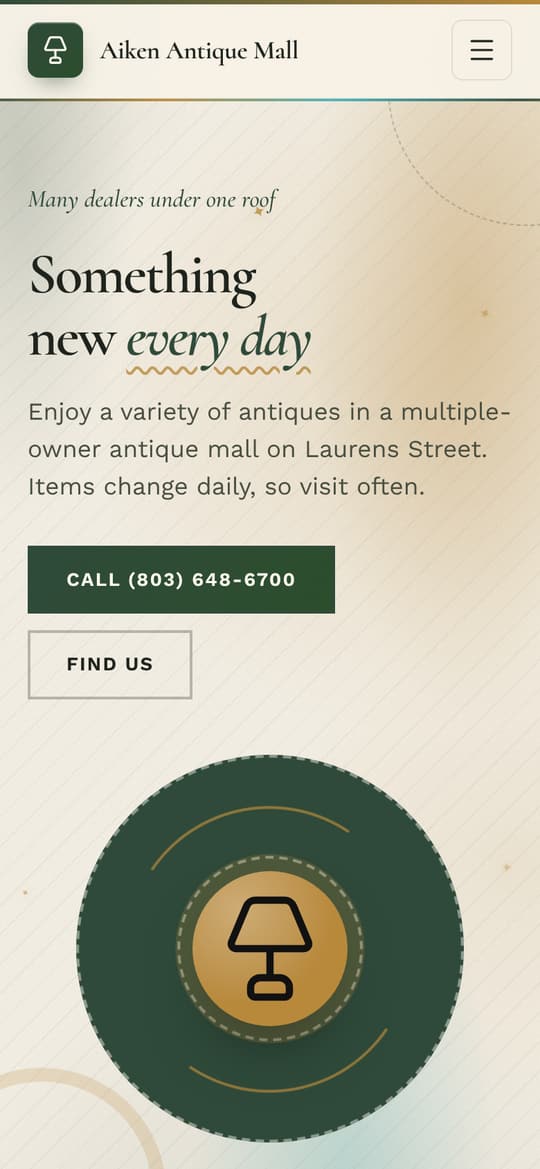 Aiken Antique Mall
Many dealers under one roof
Something
new every day
Enjoy a variety of antiques in a multiple-
owner antique mall on Laurens Street.
Items change daily, so visit often.
CALL (803) 648-6700
FIND US